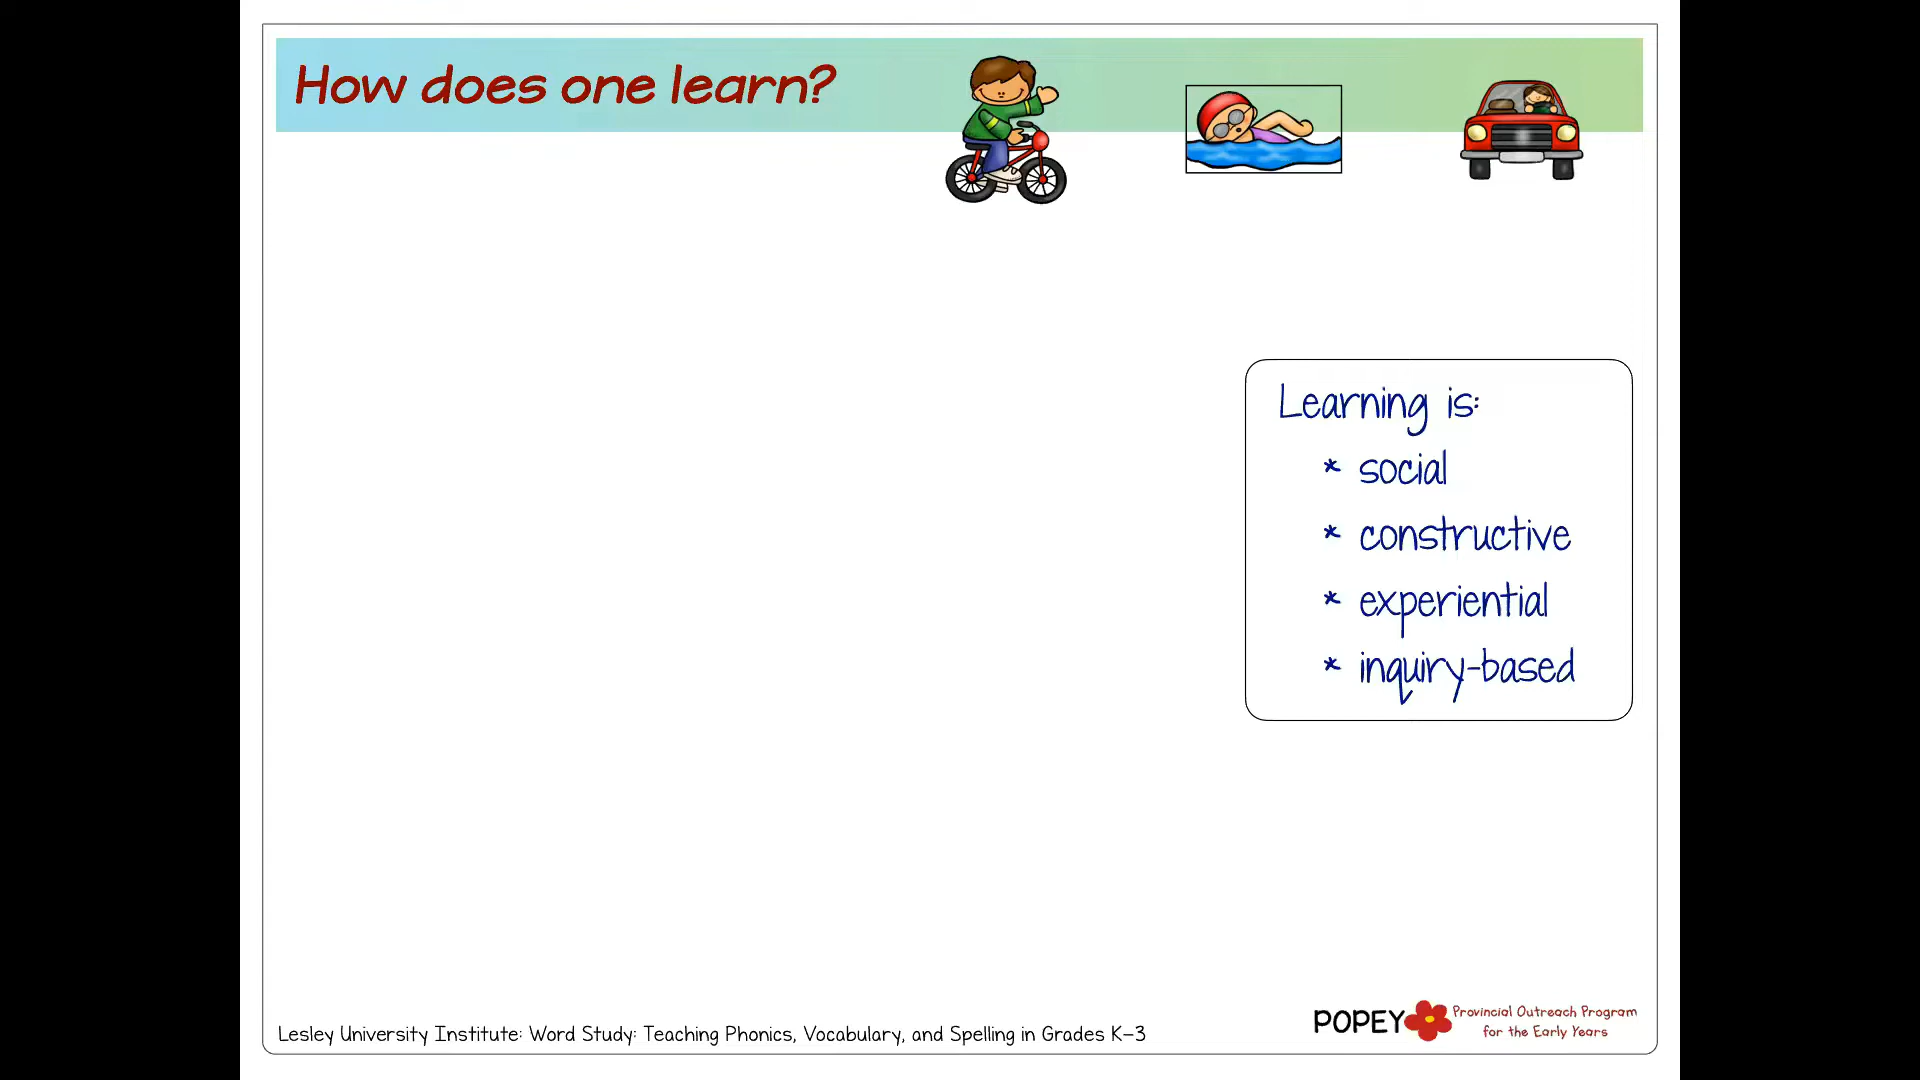 How does one learn?
Learning is:
* social
* constructive
* experiential
* inquiry-based
Lesley University Institute: Word Study: Teaching Phonics, Vocabulary, and Spelling in Grades K-3
POPEY Provincial Outreach Program
for the Early Years